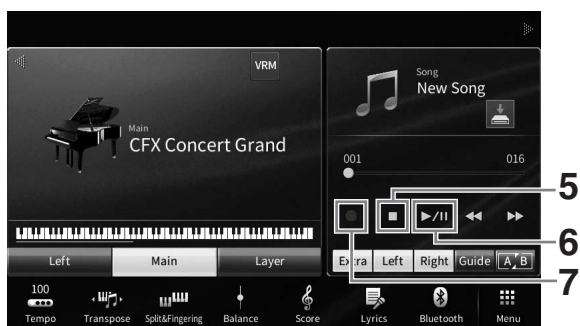 VRM
Main
CFX Concert Grand
Left
Main
Layer
Song
New Song
001
016
Extra
Left
Right
Guide
A B
5
6
7
100
Tempo
Transpose
Split&Fingering
Balance
Score
Lyrics
Bluetooth
Menu